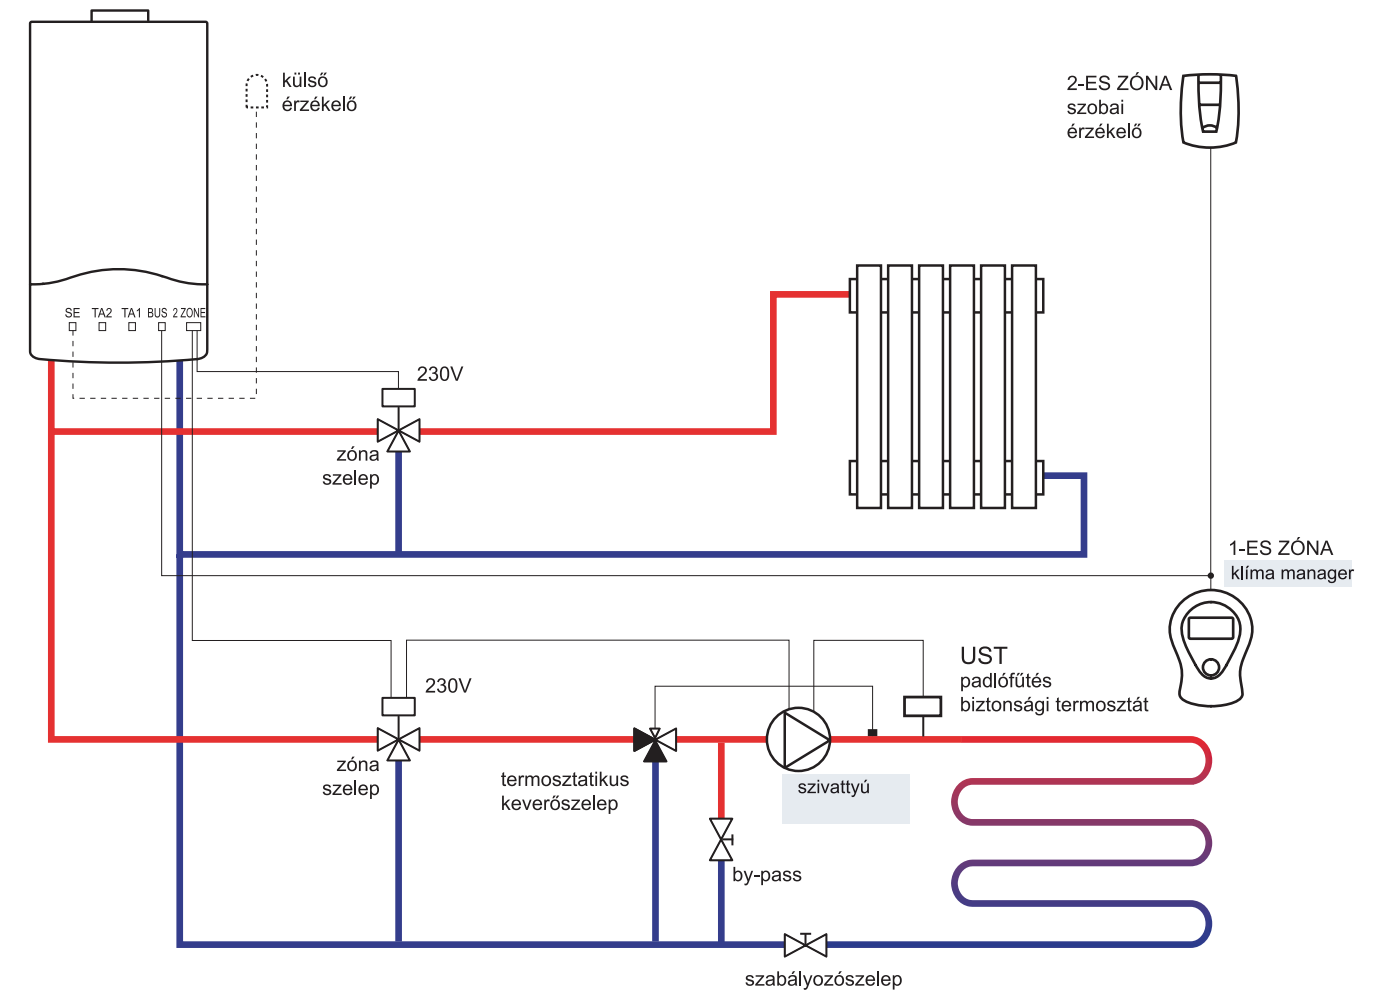 külső
érzékelő
2-ES ZÓNA
szobai
érzékelő
SE TA2 TA1 BUS 2 ZONE
230V
zóna
szelep
1-ES ZÓNA
klíma manager
230V
UST
padlófűtés
biztonsági termosztát
zóna
szelep
termosztatikus
keverőszelep
szivattyú
by-pass
szabályozószelep